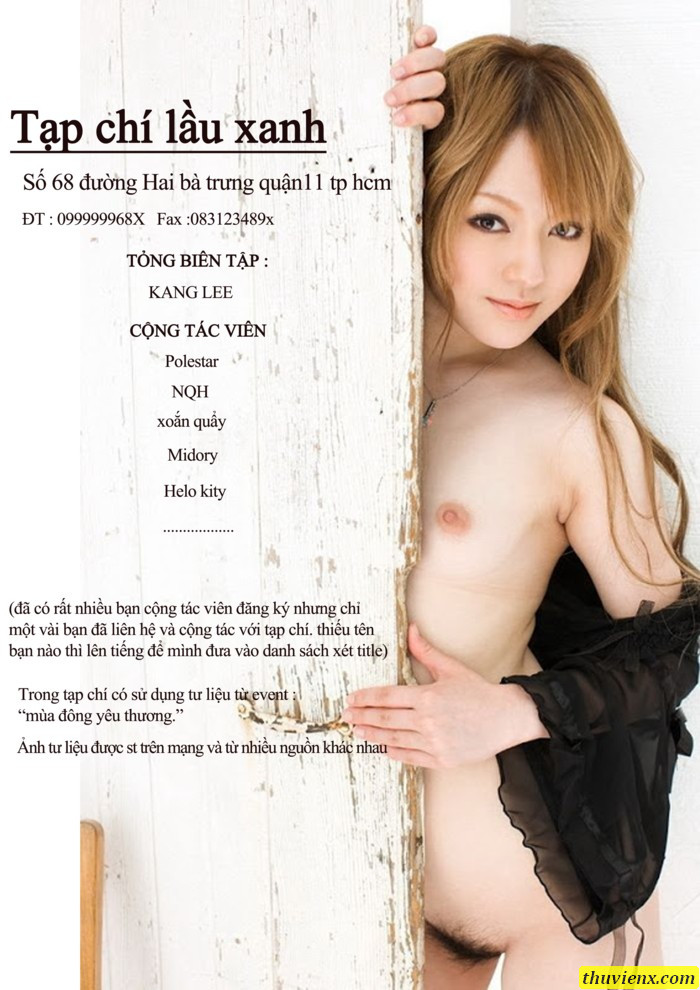 Tạp chí lầu xanh
Số 68 đường Hai bà trưng quận11 tp hcm
ĐT : 099999968X Fax :083123489x
TỔNG BIÊN TẬP :
KANG LEE
CỘNG TÁC VIÊN
Polestar
NQH
xoắn quẩy
Midory
Helo kity
..................
(đã có rất nhiều bạn cộng tác viên đăng ký nhưng chỉ
một vài bạn đã liên hệ và cộng tác với tạp chí. thiếu tên
bạn nào thì lên tiếng để mình đưa vào danh sách xét title)
Trong tạp chí có sử dụng tư liệu từ event :
“mùa đông yêu thương.”
Ảnh tư liệu được st trên mạng và từ nhiều nguồn khác nhau
thuvienx.com